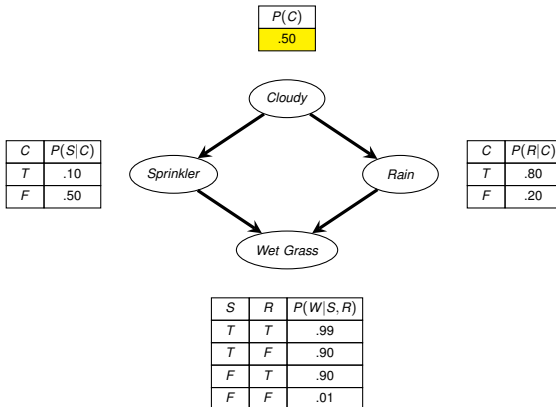 P(C)
.50
Cloudy
C P(S|C)
T .10
F .50
Sprinkler
Rain
C P(R|C)
T .80
F .20
Wet Grass
S R P(W|S, R)
T T .99
T F .90
F T .90
F F .01